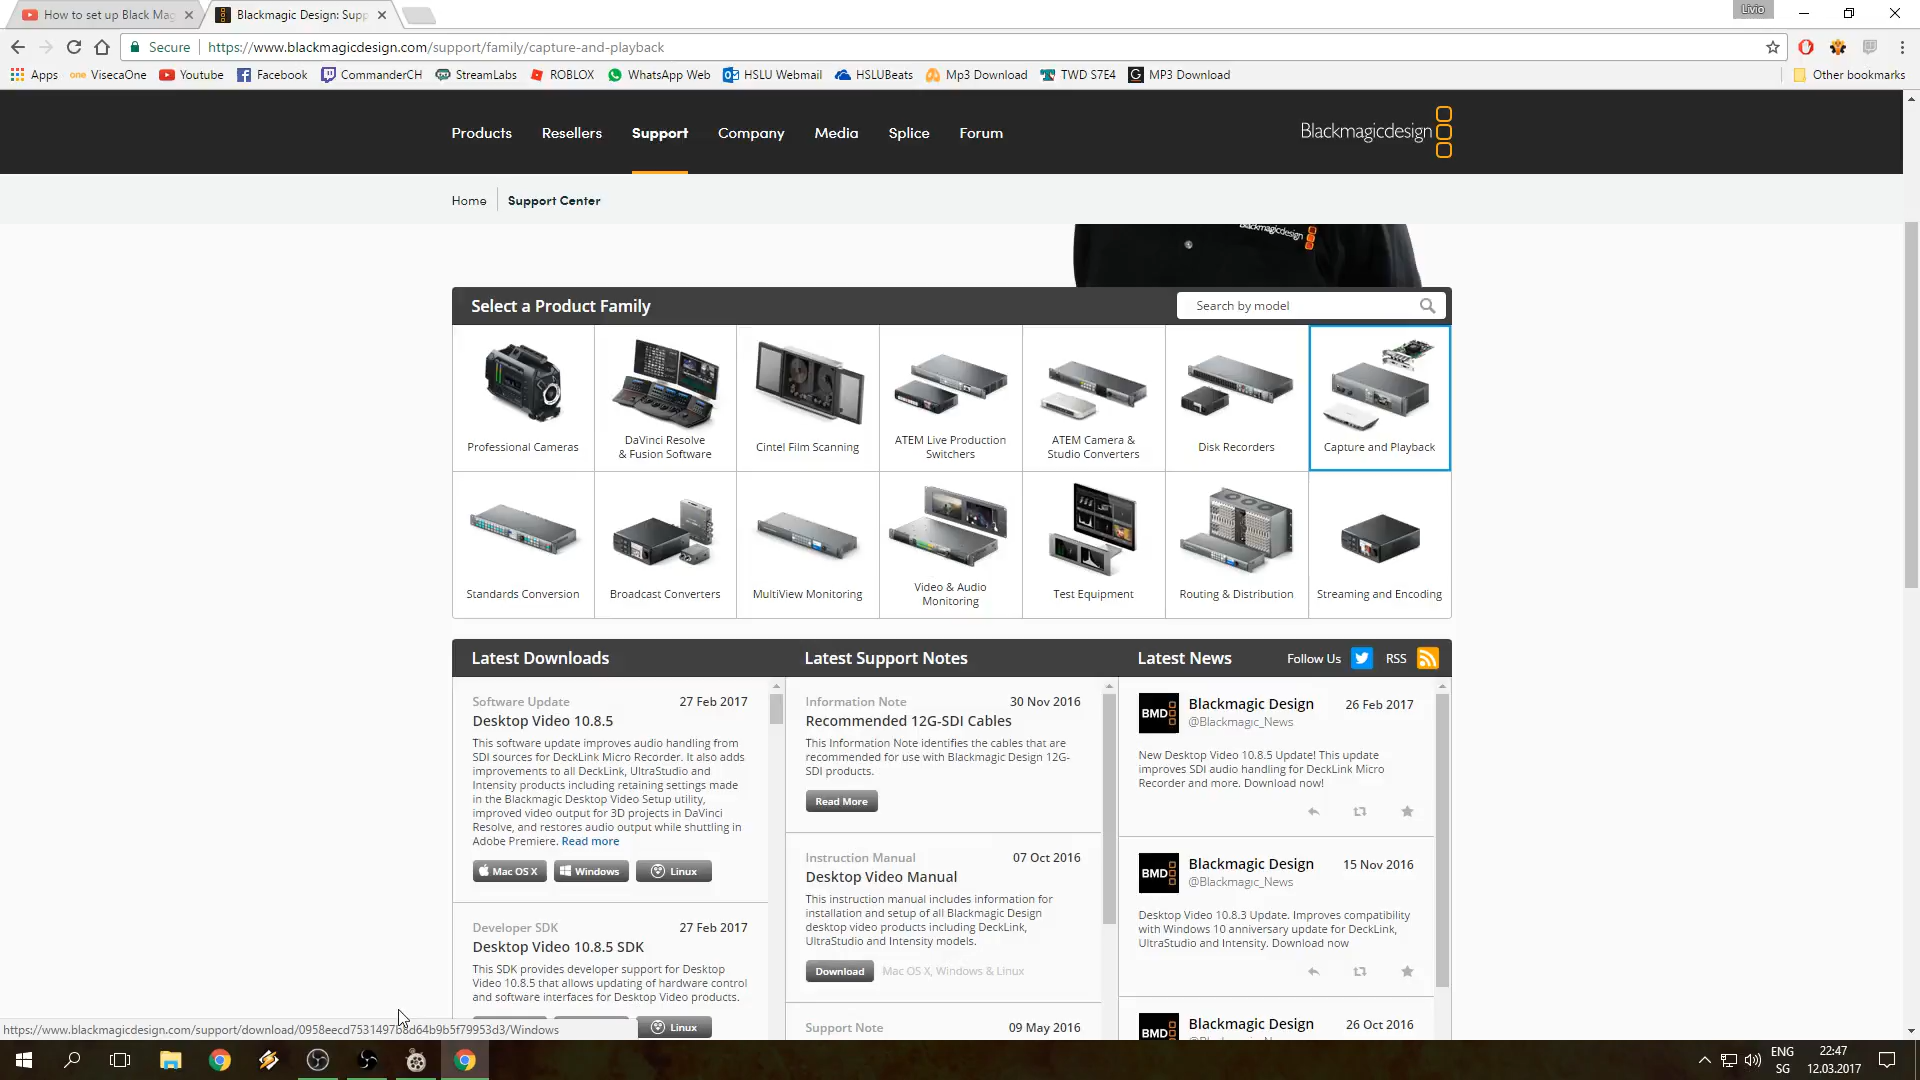 How to set up Black Mag
Blackmagic Design: Supp
Livio
Secure
https://www.blackmagicdesign.com/support/family/capture-and-playback
Apps
one VisecaOne
Youtube
Facebook
CommanderCH
StreamLabs
ROBLOX
WhatsApp Web
HSLU Webmail
HSLUBeats
Mp3 Download
TWD S7E4
MP3 Download
Other bookmarks
Products
Resellers
Support
Company
Media
Splice
Forum
Blackmagicdesign
Home
Support Center
Blackmagicdesign
Select a Product Family
Search by model
Professional Cameras
DaVinci Resolve
& Fusion Software
Cintel Film Scanning
ATEM Live Production
Switchers
ATEM Camera &
Studio Converters
Disk Recorders
Capture and Playback
Standards Conversion
Broadcast Converters
MultiView Monitoring
Video & Audio
Monitoring
Test Equipment
Routing & Distribution
Streaming and Encoding
Latest Downloads
Software Update 27 Feb 2017
Desktop Video 10.8.5
This software update improves audio handling from
SDI sources for DeckLink Micro Recorder. It also adds
improvements to all DeckLink, UltraStudio and
Intensity products including retaining settings made
in the Blackmagic Desktop Video Setup utility,
improved video output for 3D projects in DaVinci
Resolve, and restores audio output while shuttling in
Adobe Premiere. Read more
Mac OS X
Windows
Linux
Developer SDK 27 Feb 2017
Desktop Video 10.8.5 SDK
This SDK provides developer support for Desktop
Video 10.8.5 that allows updating of hardware control
and software interfaces for Desktop Video products.
Linux
Latest Support Notes
Information Note 30 Nov 2016
Recommended 12G-SDI Cables
This Information Note identifies the cables that are
recommended for use with Blackmagic Design 12G-
SDI products.
Read More
Instruction Manual 07 Oct 2016
Desktop Video Manual
This instruction manual includes information for
installation and setup of all Blackmagic Design
desktop video products including DeckLink,
UltraStudio and Intensity models.
Download Mac OS X, Windows & Linux
Support Note 09 May 2016
Latest News
Follow Us
RSS
BMD
Blackmagic Design 26 Feb 2017
@Blackmagic_News
New Desktop Video 10.8.5 Update! This update
improves SDI audio handling for DeckLink Micro
Recorder and more. Download now!
BMD
Blackmagic Design 15 Nov 2016
@Blackmagic_News
Desktop Video 10.8.3 Update. Improves compatibility
with Windows 10 anniversary update for DeckLink,
UltraStudio and Intensity. Download now
BMD
Blackmagic Design 26 Oct 2016
https://www.blackmagicdesign.com/support/download/0958eecd7531497b8d64b9b5f79953d3/Windows
ENG
SG
22:47
12.03.2017